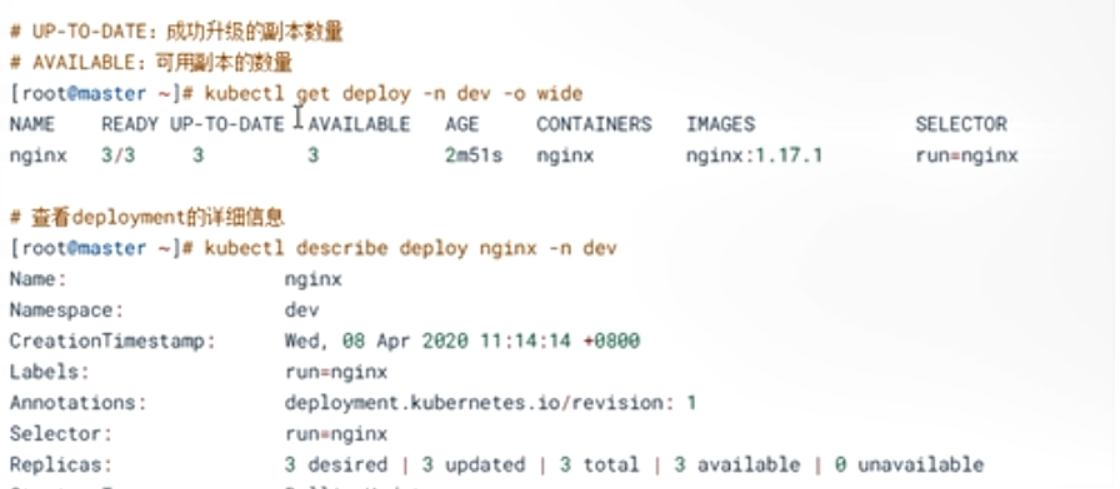 # UP-TO-DATE：成功升级的副本数量
# AVAILABLE：可用副本的数量
[root@master ~]# kubectl get deploy -n dev -o wide
NAME READY UP-TO-DATE AVAILABLE AGE CONTAINERS IMAGES SELECTOR
nginx 3/3 3 3 2m51s nginx nginx:1.17.1 run=nginx
# 查看deployment的详细信息
[root@master ~]# kubectl describe deploy nginx -n dev
Name: nginx
Namespace: dev
CreationTimestamp: Wed, 08 Apr 2020 11:14:14 +0800
Labels: run=nginx
Annotations: deployment.kubernetes.io/revision: 1
Selector: run=nginx
Replicas: 3 desired | 3 updated | 3 total | 3 available | 0 unavailable